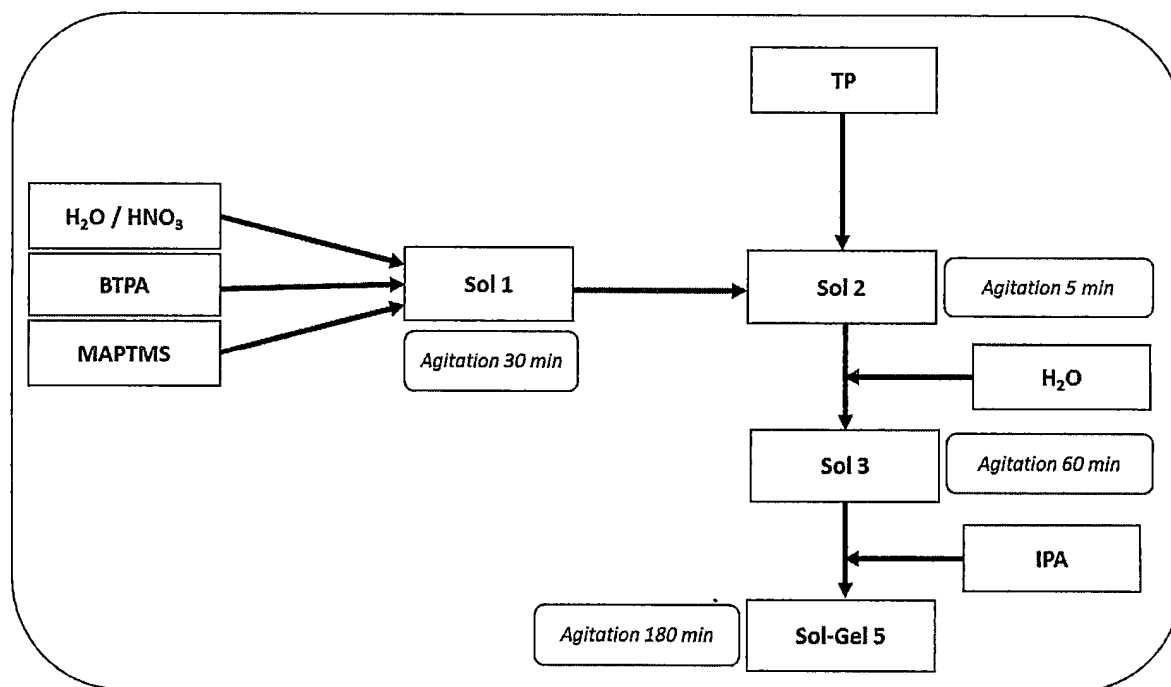 TP
H₂O / HNO₃
BTPA
MAPTMS
Sol 1
Agitation 30 min
Sol 2
Agitation 5 min
H₂O
Sol 3
Agitation 60 min
IPA
Agitation 180 min
Sol-Gel 5